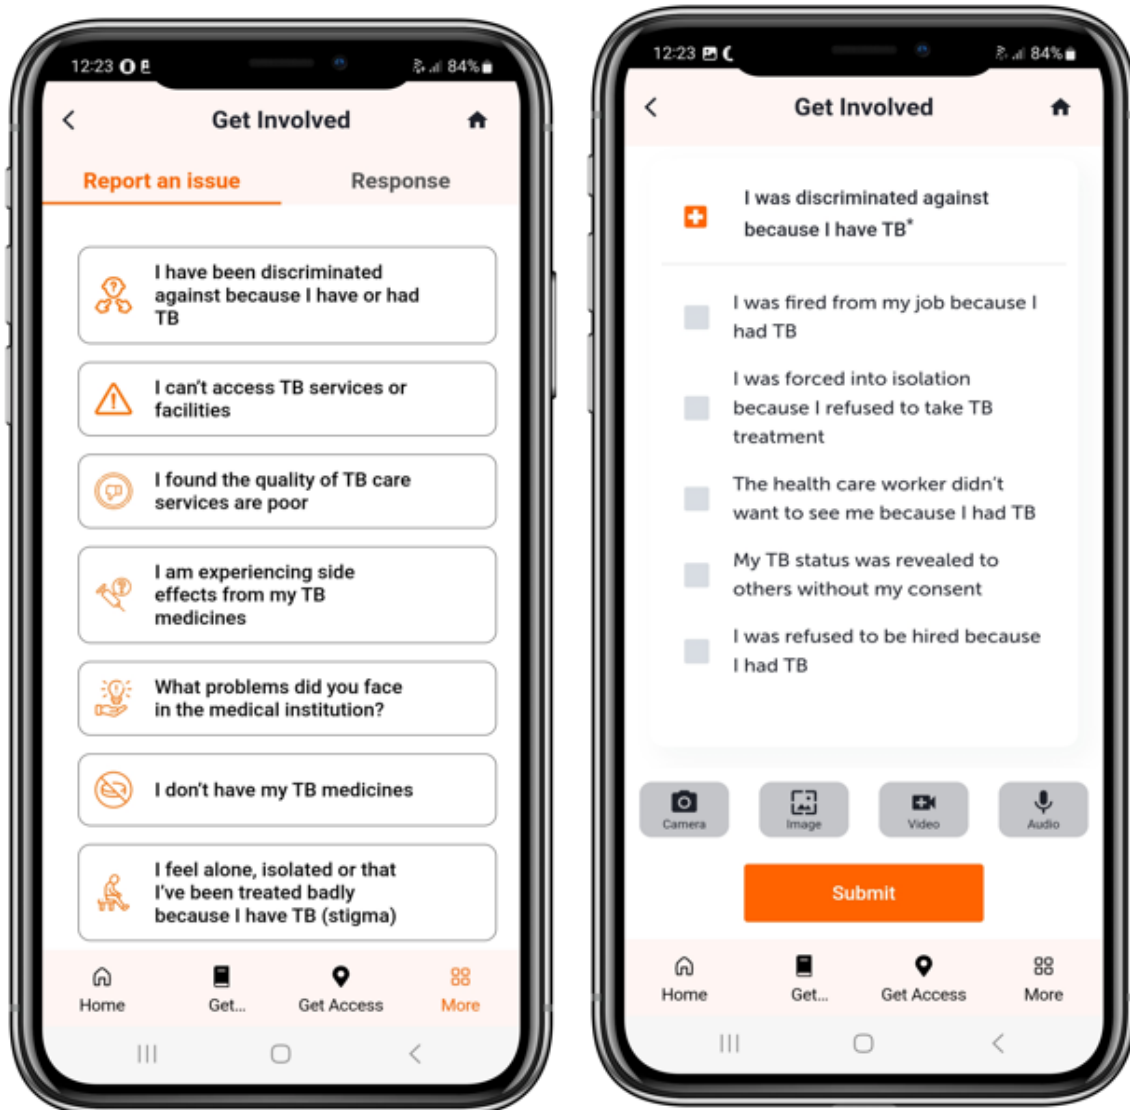 12:23
84%
Get Involved
Report an issue
Response
I have been discriminated
against because I have or had
TB
I can't access TB services or
facilities
I found the quality of TB care
services are poor
I am experiencing side
effects from my TB
medicines
What problems did you face
in the medical institution?
I don't have my TB medicines
I feel alone, isolated or that
I've been treated badly
because I have TB (stigma)
Home
Get...
Get Access
More
12:23
84%
Get Involved
I was discriminated against
because I have TB*
I was fired from my job because I
had TB
I was forced into isolation
because I refused to take TB
treatment
The health care worker didn't
want to see me because I had TB
My TB status was revealed to
others without my consent
I was refused to be hired because
I had TB
Camera
Image
Video
Audio
Submit
Home
Get...
Get Access
More